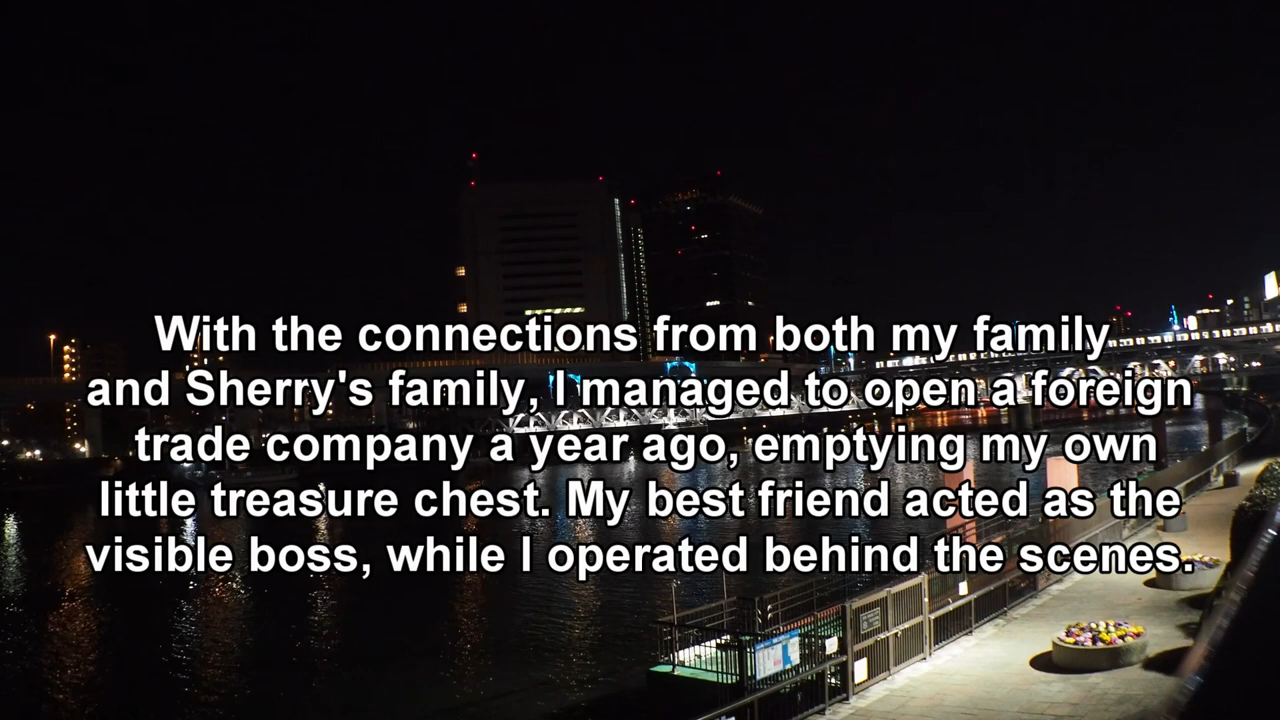 With the connections from both my family
and Sherry's family, I managed to open a foreign
trade company a year ago, emptying my own
little treasure chest. My best friend acted as the
visible boss, while I operated behind the scenes.